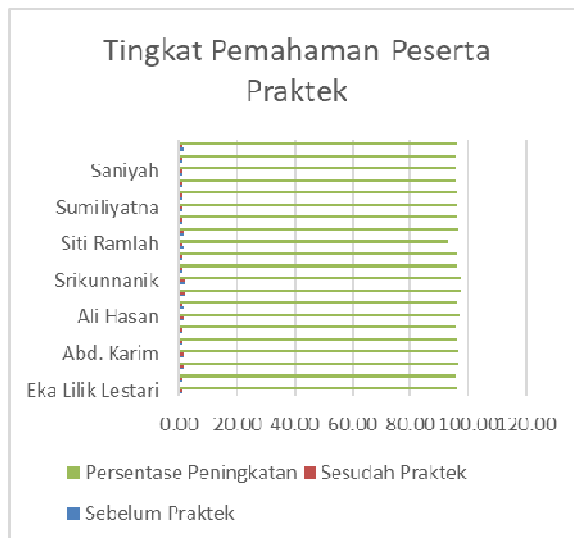 Tingkat Pemahaman Peserta
Praktek
Saniyah
Sumiliyatna
Siti Ramlah
Srikunnanik
Ali Hasan
Abd. Karim
Eka Lilik Lestari
0.00 20.00 40.00 60.00 80.00 100.00 120.00
Persentase Peningkatan Sesudah Praktek
Sebelum Praktek